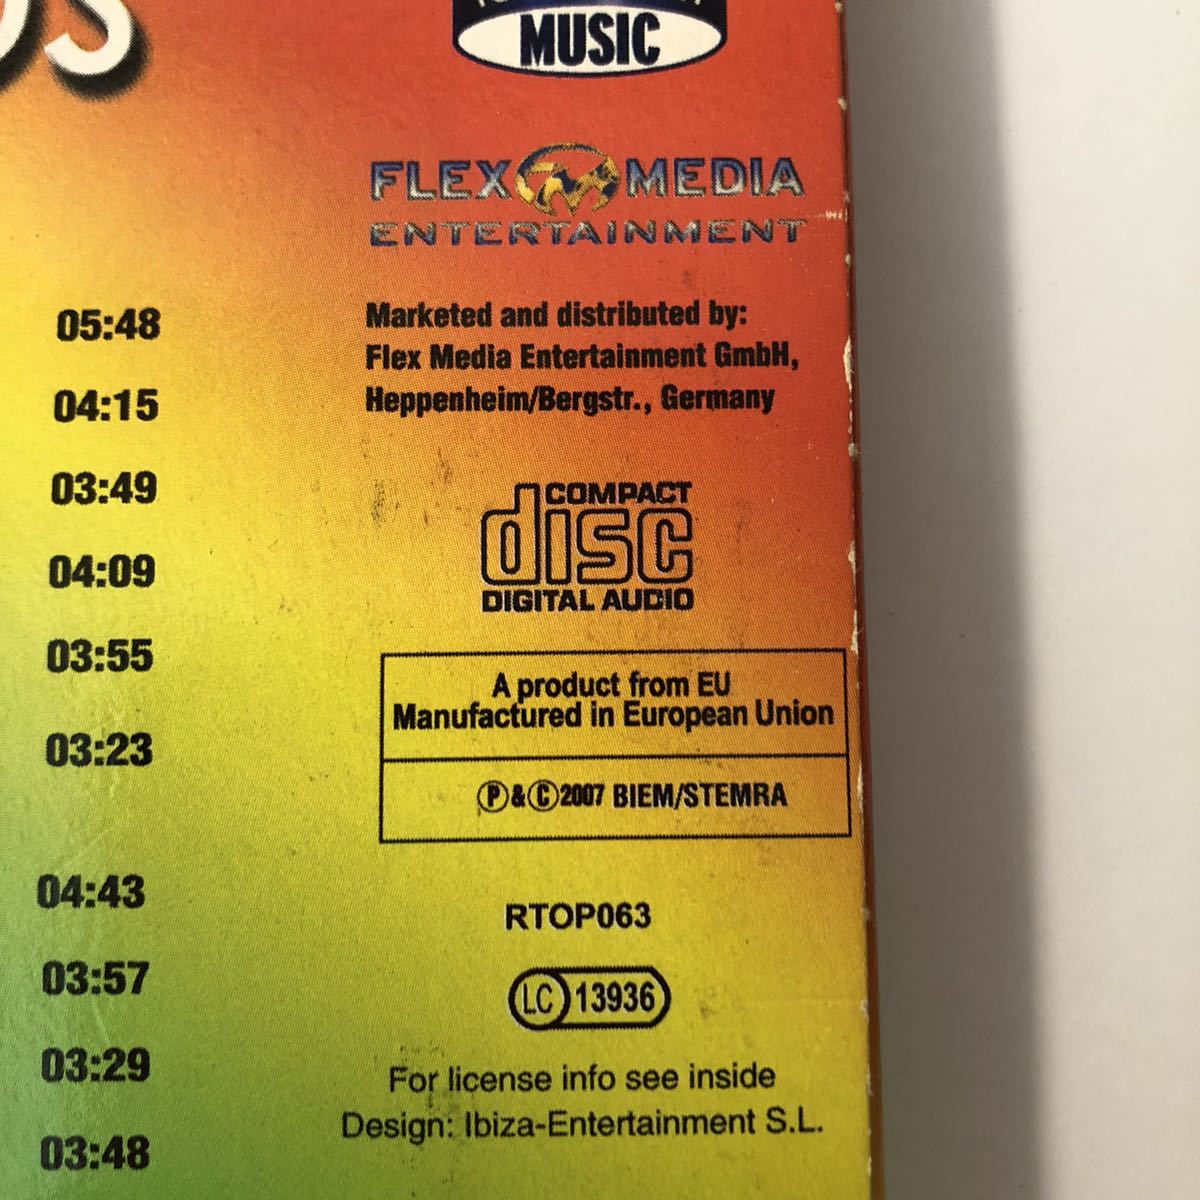 MUSIC
FLEX MEDIA
ENTERTAINMENT
Marketed and distributed by:
Flex Media Entertainment GmbH,
Heppenheim/Bergstr., Germany
05:48
04:15
03:49
04:09
03:55
03:23
04:43
03:57
03:29
03:48
COMPACT
disc
DIGITAL AUDIO
A product from EU
Manufactured in European Union
Ⓟ&Ⓒ2007 BIEM/STEMRA
RTOP063
LC 13936
For license info see inside
Design: Ibiza-Entertainment S.L.